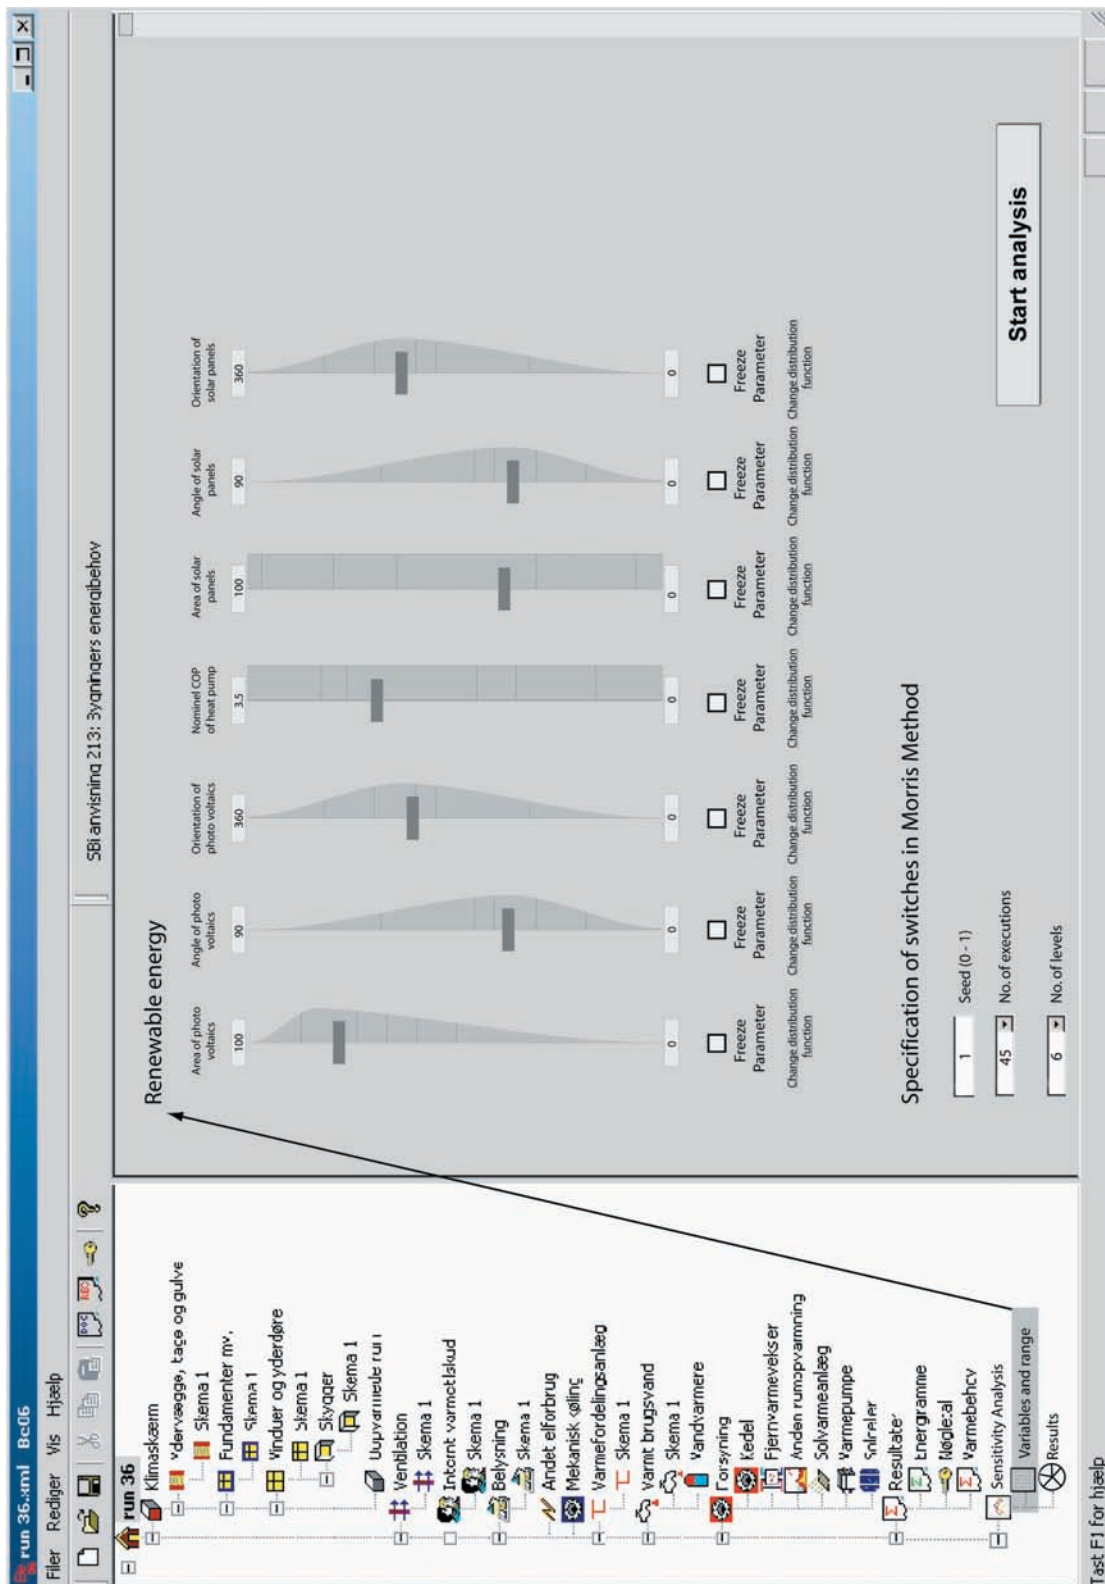 run 36.xml Be06
Filer Rediger Vis Hjælp
SBi anvisning 213: Bygningers energibehov
run 36
Klimaskærm
Ydervægge, tage og gulve
Skema 1
Fundamenter mv.
Skema 1
Vinduer og yderdøre
Skema 1
Skygger
Skema 1
Uopvarmede rum
Ventilation
Skema 1
Internt varmetilskud
Skema 1
Belysning
Skema 1
Andet elforbrug
Mekanisk køling
Varmefordelingsanlæg
Skema 1
Varmt brugsvand
Skema 1
Vandvarmere
Forsyning
Kedel
Fjernvarmevekser
Anden rumopvarmning
Solvarmeanlæg
Varmepumpe
Solceller
Resultater
Energiramme
Nøgletal
Varmebehov
Sensitivity Analysis
Variables and range
Results
Renewable energy
Area of photo voltaics
100
0
Freeze Parameter
Change distribution function
Angle of photo voltaics
90
0
Freeze Parameter
Change distribution function
Orientation of photo voltaics
360
0
Freeze Parameter
Change distribution function
Nominel COP of heat pump
3.5
0
Freeze Parameter
Change distribution function
Area of solar panels
100
0
Freeze Parameter
Change distribution function
Angle of solar panels
90
0
Freeze Parameter
Change distribution function
Orientation of solar panels
360
0
Freeze Parameter
Change distribution function
Specification of switches in Morris Method
1 Seed (0 - 1)
45 No. of executions
6 No. of levels
Start analysis
Tast F1 for hjælp